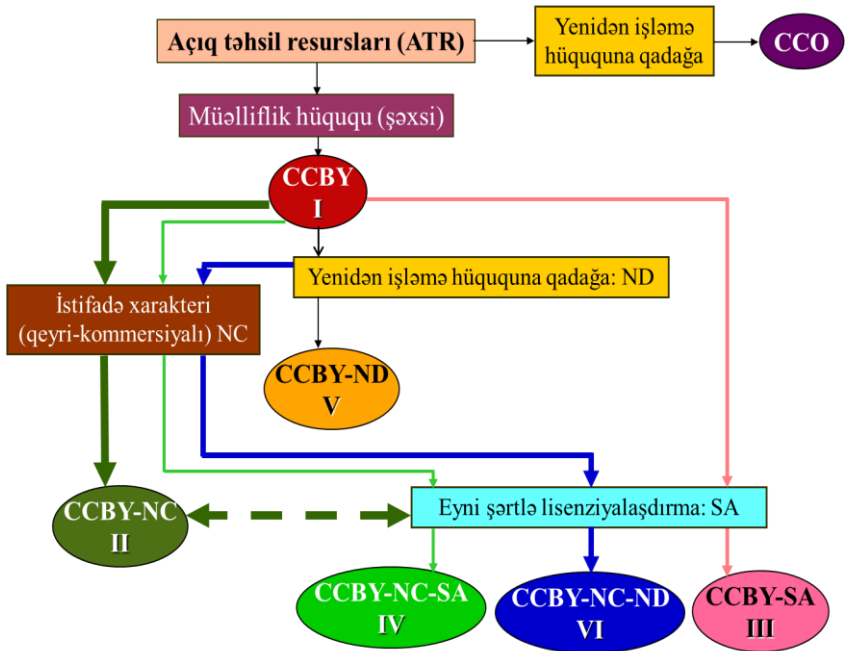 Açıq təhsil resursları (ATR)
Yenidən işləmə
hüququna qadağa
CCO
Müəlliflik hüququ (şəxsi)
CCBY
I
Yenidən işləmə hüququna qadağa: ND
İstifadə xarakteri
(qeyri-kommersiyalı) NC
CCBY-ND
V
CCBY-NC
II
Eyni şərtlə lisenziyalaşdırma: SA
CCBY-NC-SA
IV
CCBY-NC-ND
VI
CCBY-SA
III